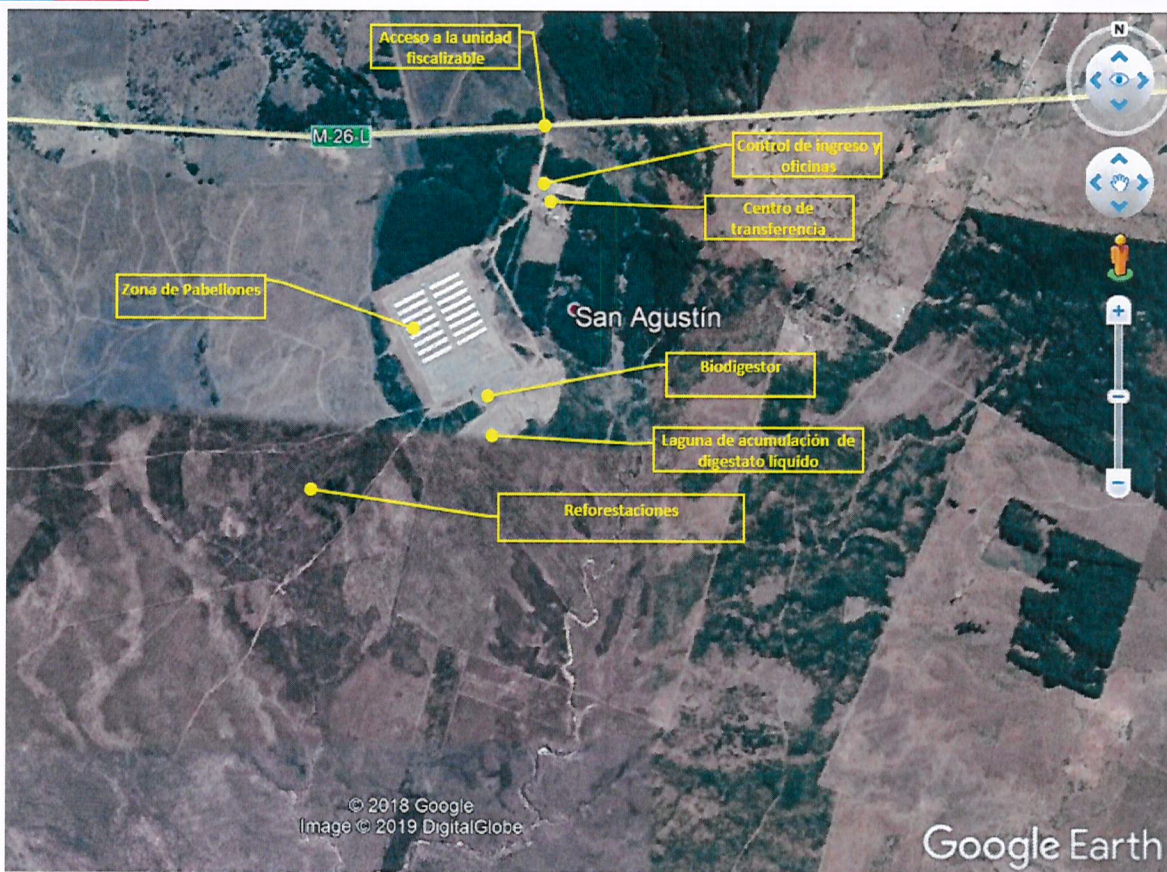 Acceso a la unidad
fiscalizable
N
M-26-L
Control de ingreso y
oficinas
Centro de
transferencia
Zona de Pabellones
San Agustín
Biodigestor
Laguna de acumulación de
digestato líquido
Reforestaciones
© 2018 Google
Image © 2019 DigitalGlobe
Google Earth